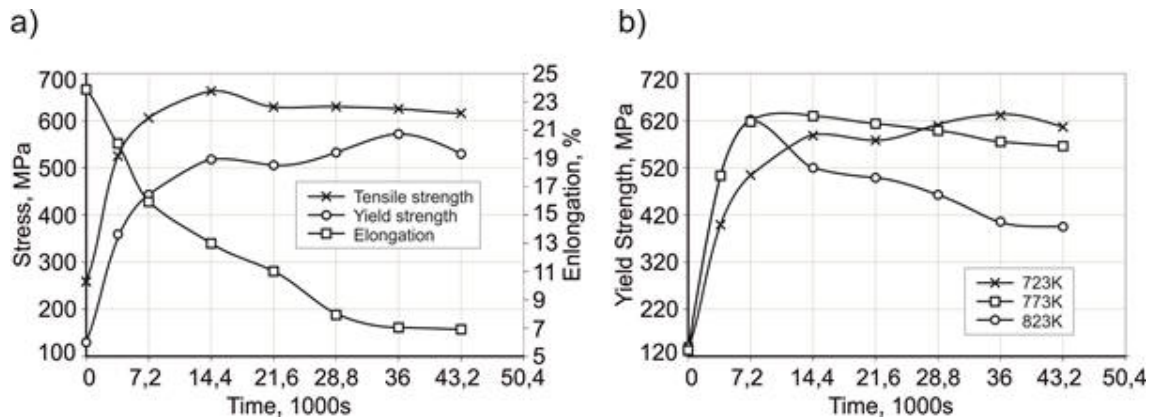 a)
b)
700
600
500
400
300
200
100
Stress, MPa
25
23
21
19
17
15
13
11
9
7
5
Enlongation, %
Tensile strength
Yield strength
Elongation
0 7,2 14,4 21,6 28,8 36 43,2 50,4
Time, 1000s
720
620
520
420
320
220
120
Yield Strength, MPa
723K
773K
823K
0 7,2 14,4 21,6 28,8 36 43,2 50,4
Time, 1000s